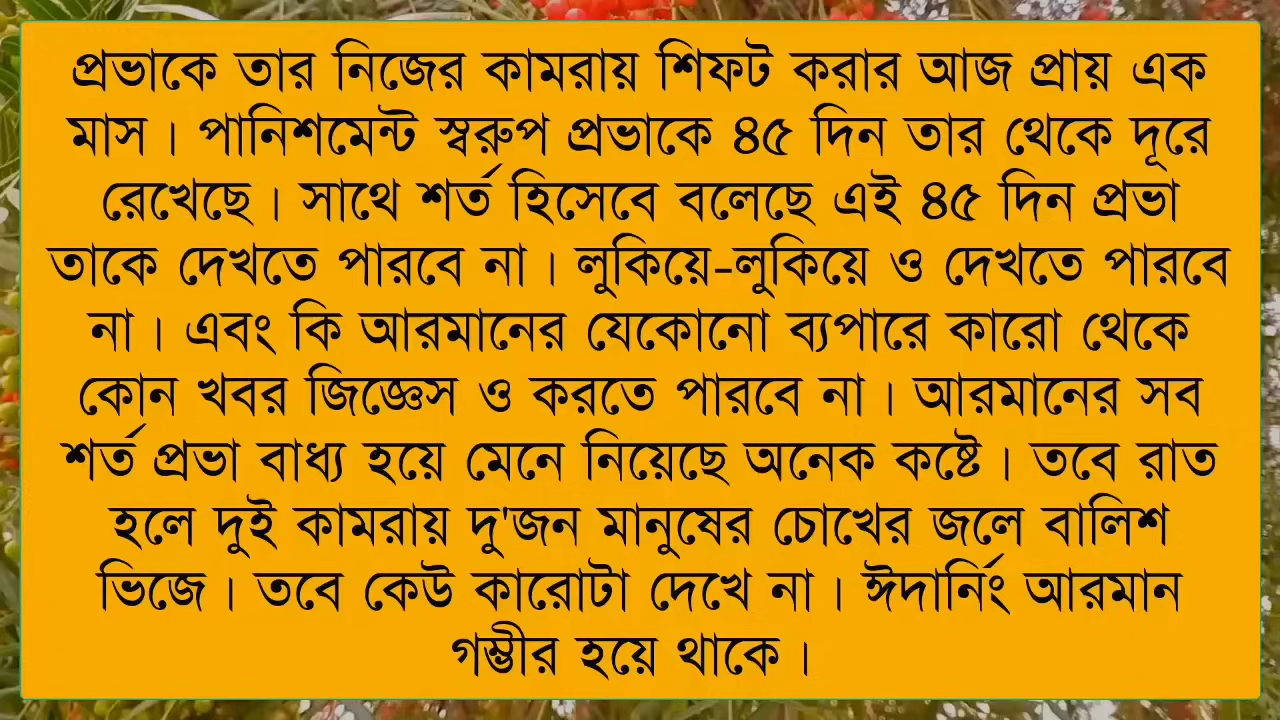 প্রভাকে তার নিজের কামরায় শিফট করার আজ প্রায় এক
মাস। পানিশমেন্ট স্বরুপ প্রভাকে ৪৫ দিন তার থেকে দূরে
রেখেছে। সাথে শর্ত হিসেবে বলেছে এই ৪৫ দিন প্রভা
তাকে দেখতে পারবে না। লুকিয়ে-লুকিয়ে ও দেখতে পারবে
না। এবং কি আরমানের যেকোনো ব্যপারে কারো থেকে
কোন খবর জিজ্ঞেস ও করতে পারবে না। আরমানের সব
শর্ত প্রভা বাধ্য হয়ে মেনে নিয়েছে অনেক কষ্টে। তবে রাত
হলে দুই কামরায় দু'জন মানুষের চোখের জলে বালিশ
ভিজে। তবে কেউ কারোটা দেখে না। ঈদানির্ং আরমান
গম্ভীর হয়ে থাকে।